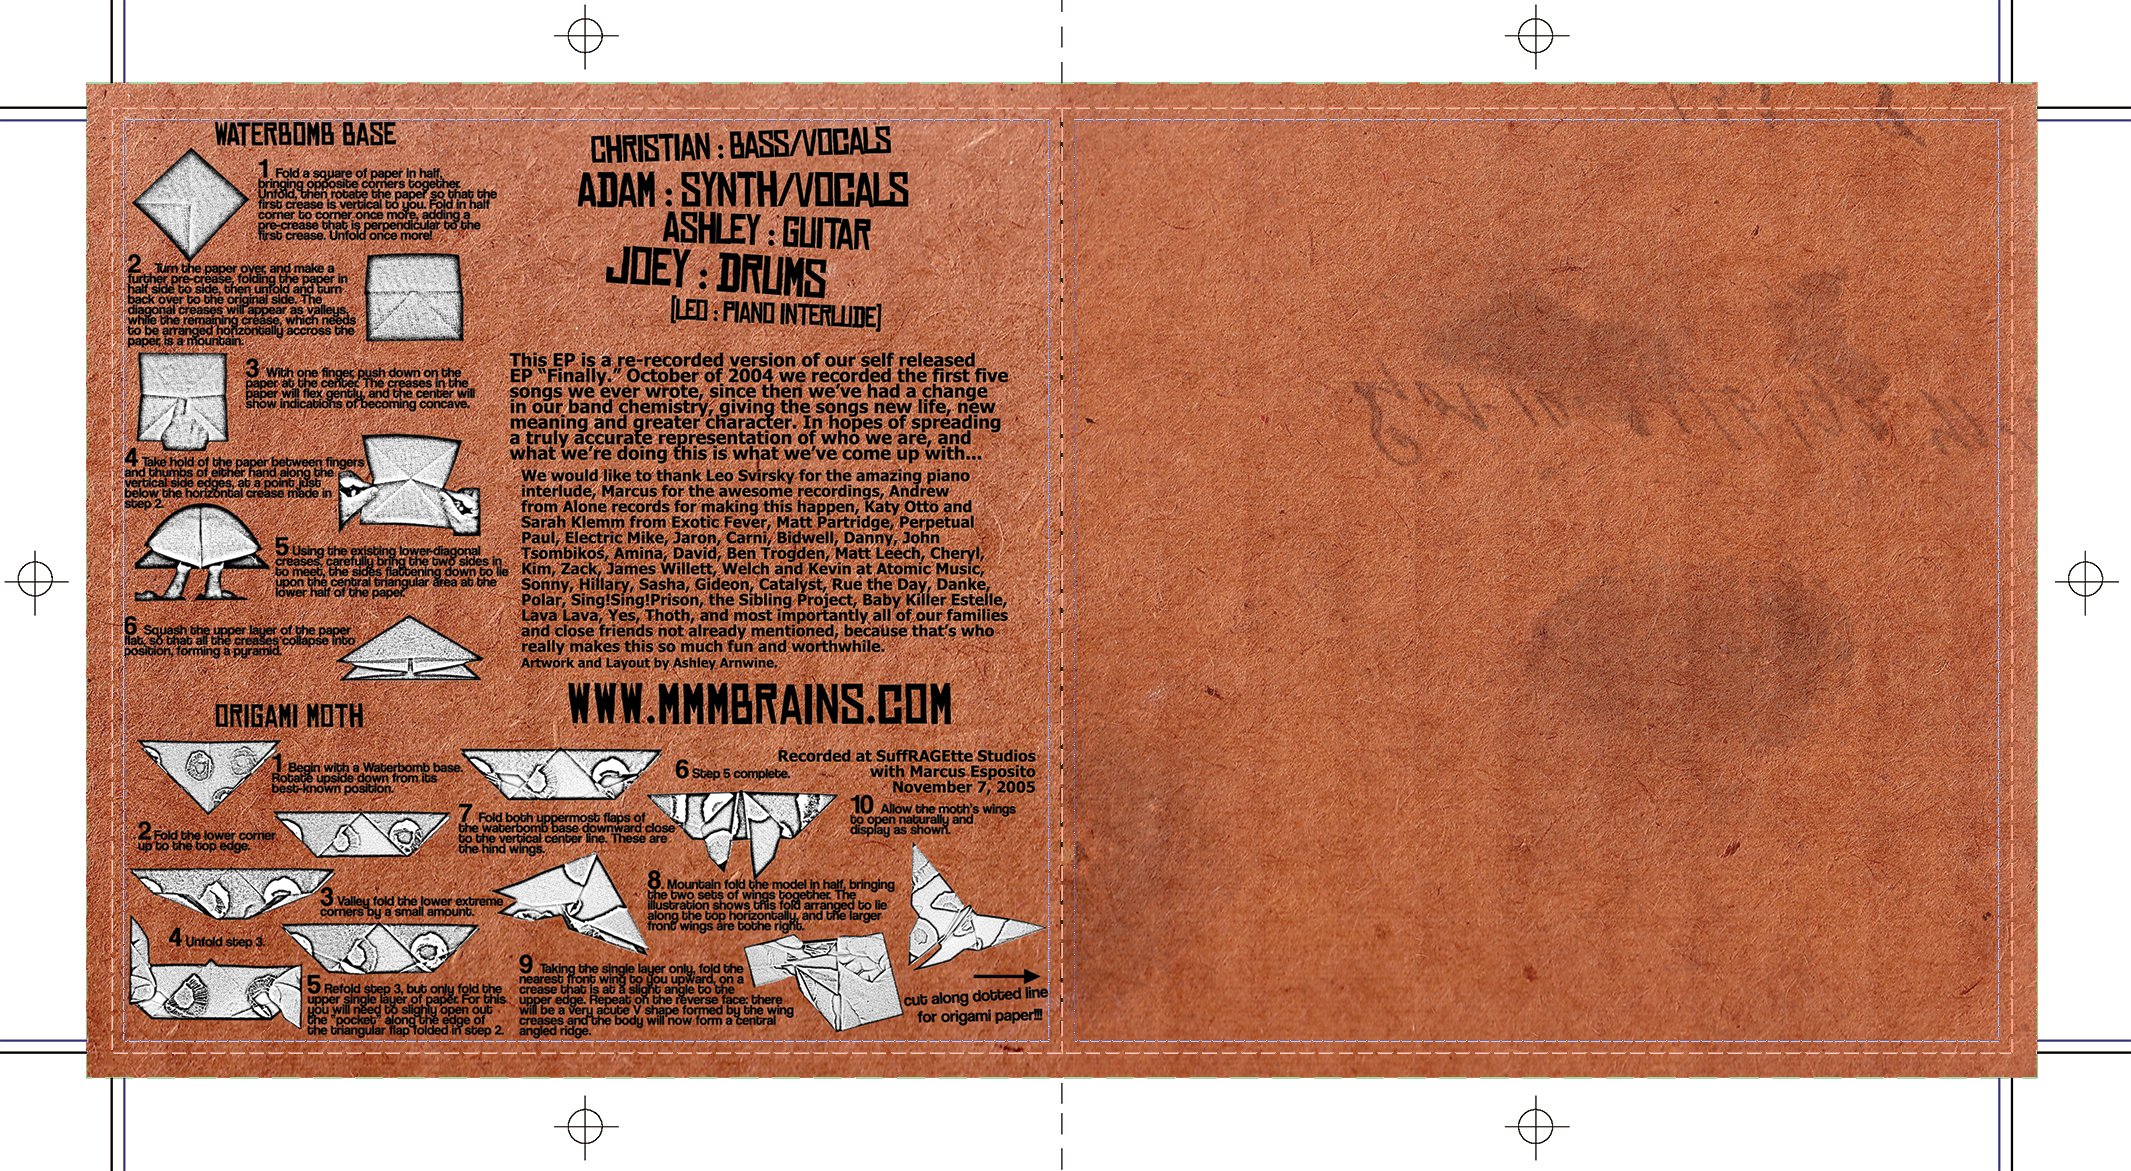 WATERBOMB BASE
1 Fold a square of paper in half,
bringing opposite corners together.
Unfold, then rotate the paper so that the
first crease is vertical to you. Fold in half
corner to corner once more, adding a
pre-crease that is perpendicular to the
first crease. Unfold once more!
2 Turn the paper over, and make a
further pre-crease, folding the paper in
half side to side, then unfold and turn
back over to the original side. The
diagonal creases will appear as valleys,
while the remaining crease, which needs
to be arranged horizontally accross the
paper, is a mountain.
3 With one finger, push down on the
paper at the center. The creases in the
paper will flex gently, and the center will
show indications of becoming concave.
4 Take hold of the paper between fingers
and thumbs of either hand along the
vertical side edges, at a point just
below the horizontal crease made in
step 2.
5 Using the existing lower-diagonal
creases, carefully bring the two sides in
to meet, the sides flattening down to lie
upon the central triangular area at the
lower half of the paper.
6 Squash the upper layer of the paper
flat, so that all the creases collapse into
position, forming a pyramid.
CHRISTIAN : BASS/VOCALS
ADAM : SYNTH/VOCALS
ASHLEY : GUITAR
JOEY : DRUMS
[LEO : PIANO INTERLUDE]
This EP is a re-recorded version of our self released
EP “Finally.” October of 2004 we recorded the first five
songs we ever wrote, since then we’ve had a change
in our band chemistry, giving the songs new life, new
meaning and greater character. In hopes of spreading
a truly accurate representation of who we are, and
what we’re doing this is what we’ve come up with...
We would like to thank Leo Svirsky for the amazing piano
interlude, Marcus for the awesome recordings, Andrew
from Alone records for making this happen, Katy Otto and
Sarah Klemm from Exotic Fever, Matt Partridge, Perpetual
Paul, Electric Mike, Jaron, Carni, Bidwell, Danny, John
Tsombikos, Amina, David, Ben Trogden, Matt Leech, Cheryl,
Kim, Zack, James Willett, Welch and Kevin at Atomic Music,
Sonny, Hillary, Sasha, Gideon, Catalyst, Rue the Day, Danke,
Polar, Sing!Sing!Prison, the Sibling Project, Baby Killer Estelle,
Lava Lava, Yes, Thoth, and most importantly all of our families
and close friends not already mentioned, because that’s who
really makes this so much fun and worthwhile.
Artwork and Layout by Ashley Arnwine.
WWW.MMMBRAINS.COM
Recorded at SuffRAGEtte Studios
with Marcus Esposito
November 7, 2005
ORIGAMI MOTH
1 Begin with a Waterbomb base.
Rotate upside down from its
best-known position.
2 Fold the lower corner
up to the top edge.
3 Valley fold the lower extreme
corners by a small amount.
4 Unfold step 3.
5 Refold step 3, but only fold the
upper single layer of paper. For this
you will need to slighly open out
the "pocket" along the edge of
the triangular flap folded in step 2.
6 Step 5 complete.
7 Fold both uppermost flaps of
the waterbomb base downward close
to the vertical center line. These are
the hind wings.
8 Mountain fold the model in half, bringing
the two sets of wings together. The
illustration shows this fold arranged to lie
along the top horizontally, and the larger
front wings are tothe right.
9 Taking the single layer only, fold the
nearest front wing to you upward, on a
crease that is at a slight angle to the
upper edge. Repeat on the reverse face: there
will be a very acute V shape formed by the wing
creases and the body will now form a central
angled ridge.
10 Allow the moth's wings
to open naturally and
display as shown.
cut along dotted line
for origami paper!!!